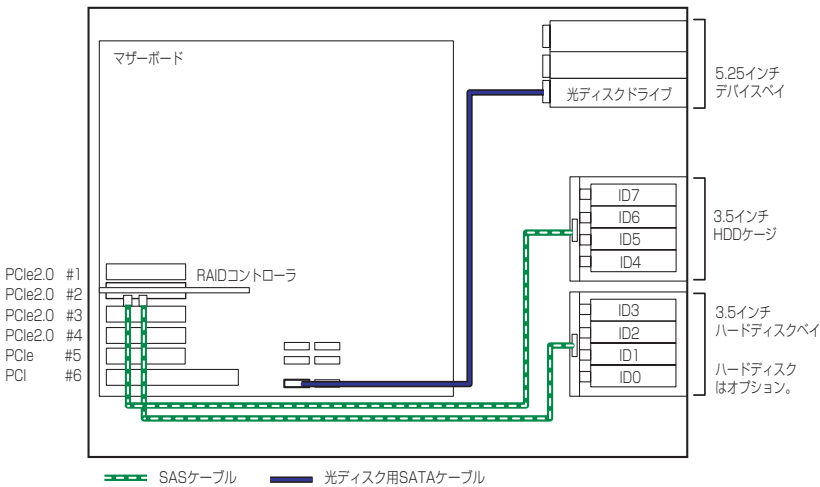 マザーボード
光ディスクドライブ
5.25インチ
デバイスベイ
ID7
ID6
ID5
ID4
3.5インチ
HDDケージ
RAIDコントローラ
PCIe2.0 #1
PCIe2.0 #2
PCIe2.0 #3
PCIe2.0 #4
PCIe #5
PCI #6
ID3
ID2
ID1
ID0
3.5インチ
ハードディスクベイ
ハードディスク
はオプション。
SASケーブル
光ディスク用SATAケーブル